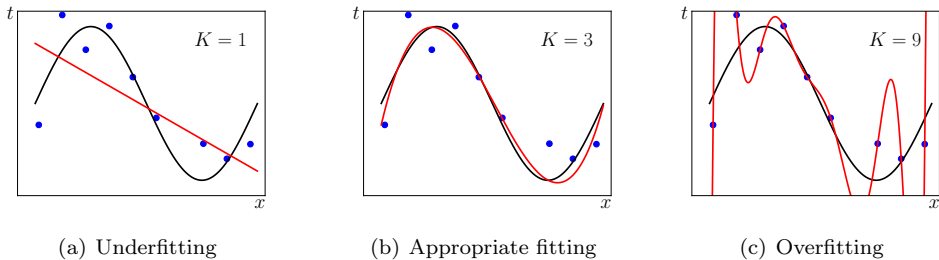 t
K = 1
x
(a) Underfitting
K = 3
x
(b) Appropriate fitting
K = 9
x
(c) Overfitting